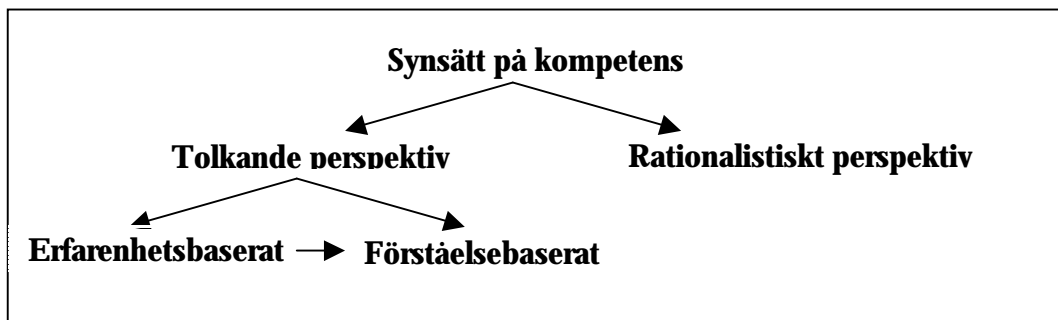 Synsätt på kompetens
Tolkande perspektiv
Rationalistiskt perspektiv
Erfarenhetsbaserat
Förståelsebaserat